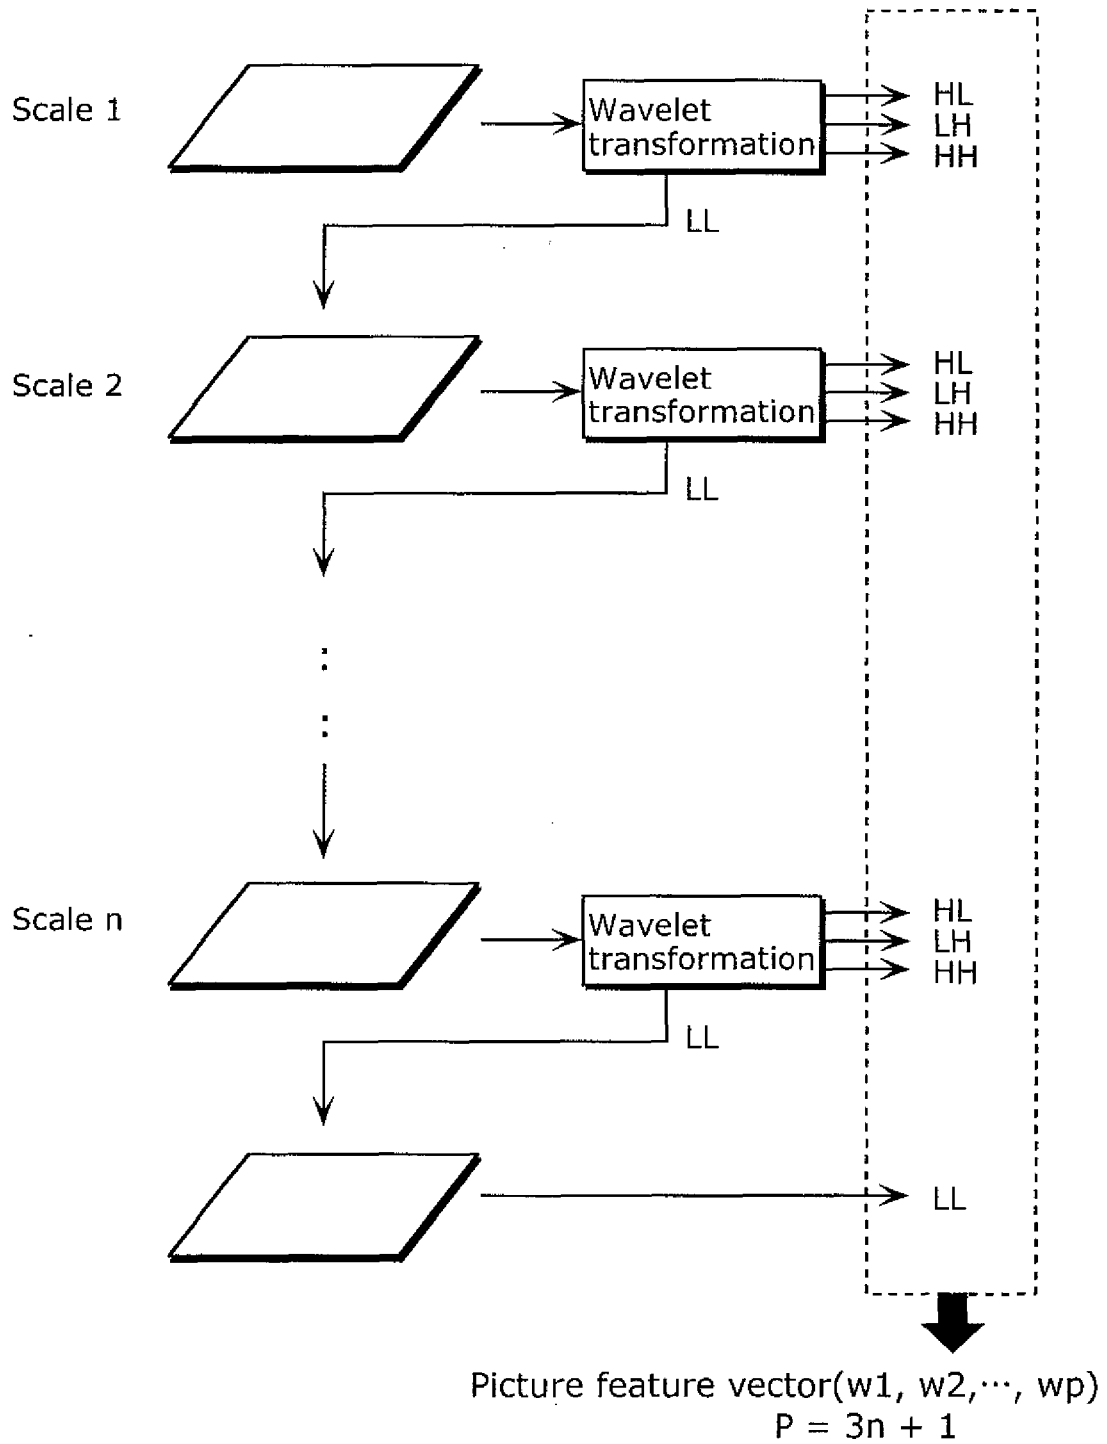 Scale 1
Wavelet
transformation
HL
LH
HH
LL
Scale 2
Wavelet
transformation
HL
LH
HH
LL
:
:
Scale n
Wavelet
transformation
HL
LH
HH
LL
LL
Picture feature vector(w1, w2,···, wp)
P = 3n + 1